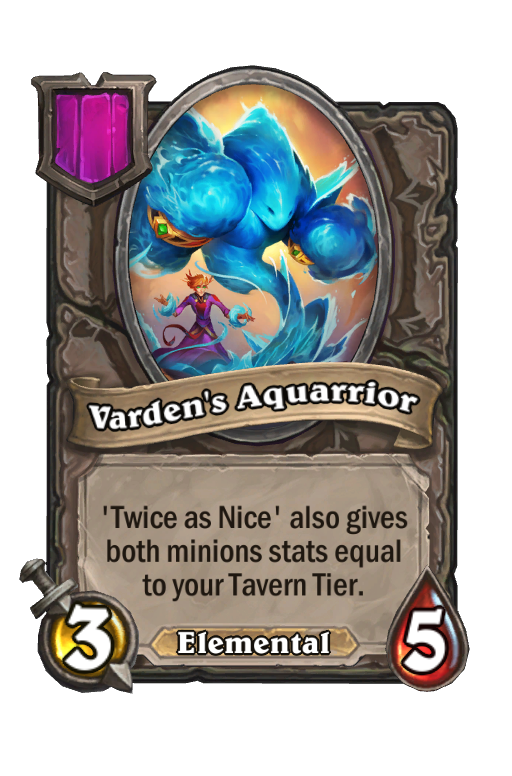 Varden's Aquarrior
'Twice as Nice' also gives
both minions stats equal
to your Tavern Tier.
3
Elemental
5